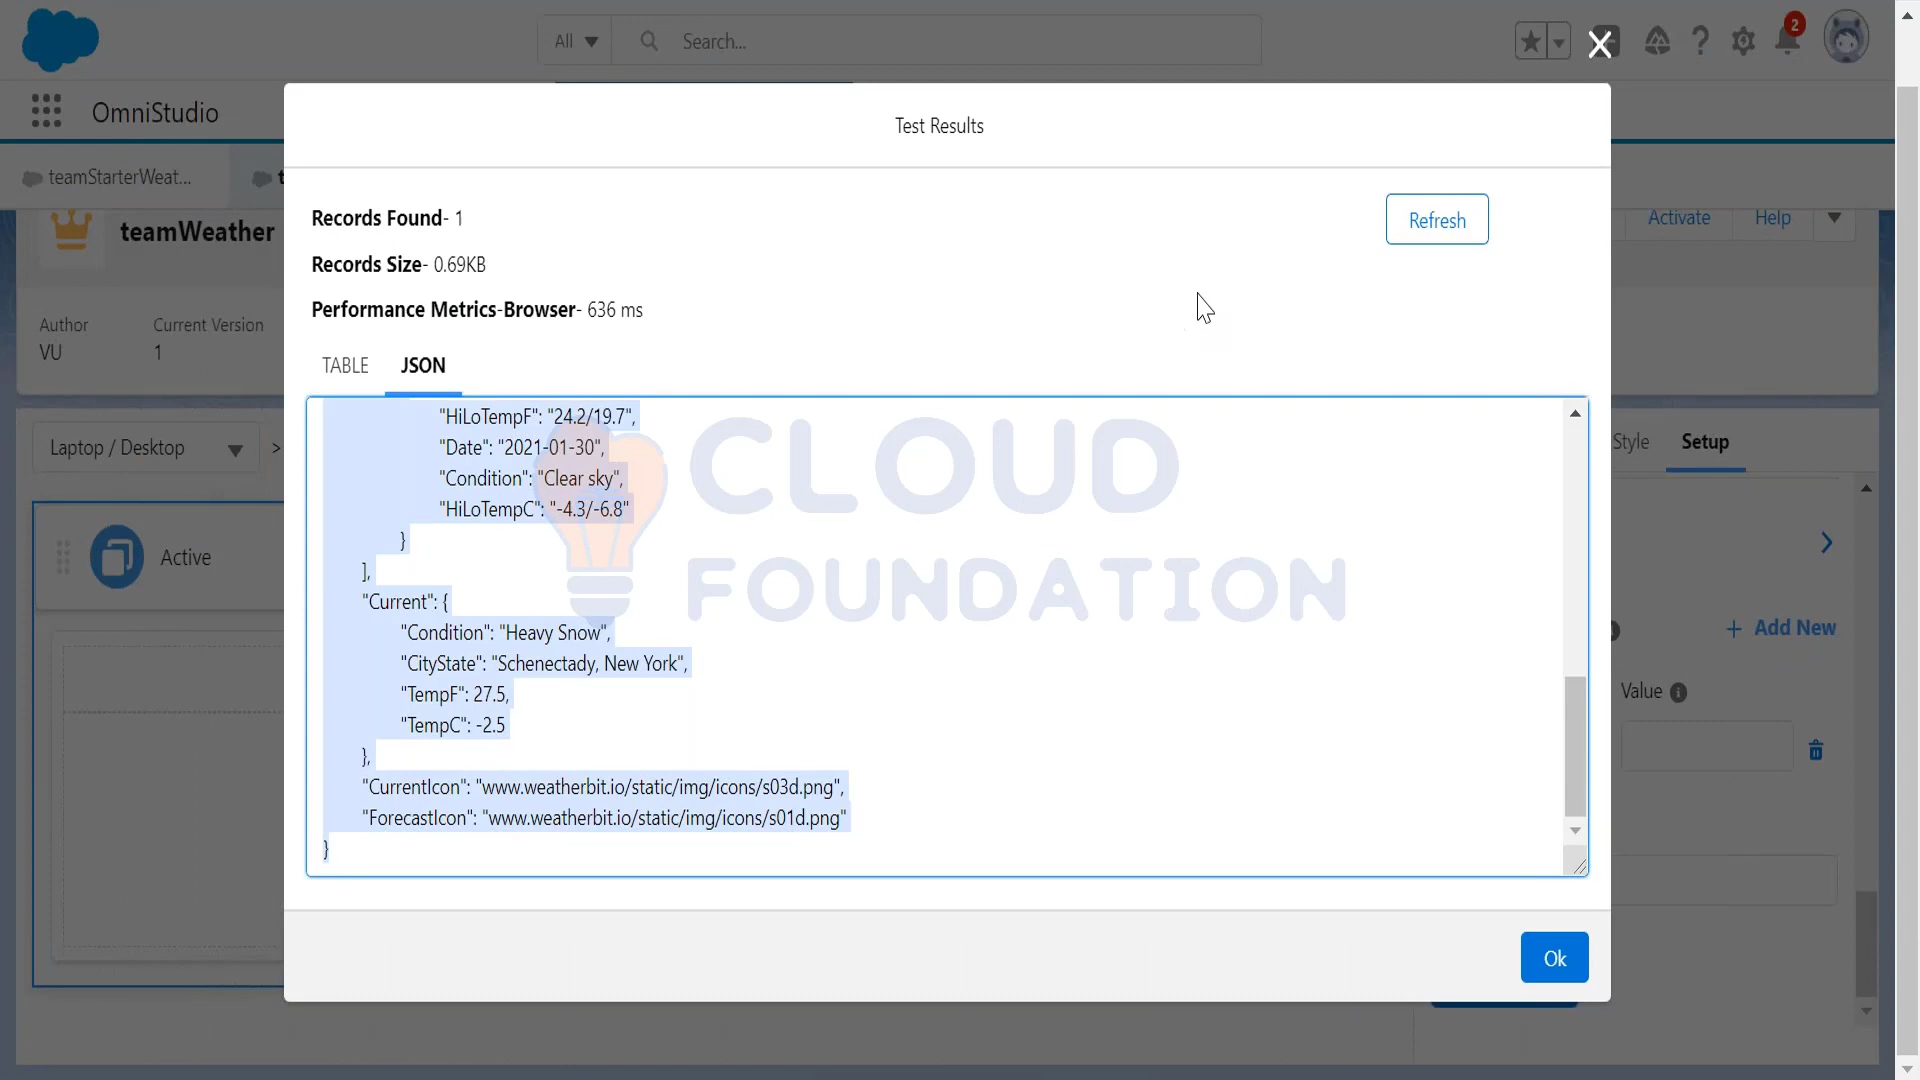 All
Search...
2
OmniStudio
teamStarterWeat...
t
teamWeather
Activate
Help
Author
VU
Current Version
1
Laptop / Desktop
>
Active
Style
Setup
+ Add New
Value
Test Results
Records Found- 1
Refresh
Records Size- 0.69KB
Performance Metrics-Browser- 636 ms
TABLE
JSON
"HiLoTempF": "24.2/19.7",
"Date": "2021-01-30",
"Condition": "Clear sky",
"HiLoTempC": "-4.3/-6.8"
}
],
"Current": {
"Condition": "Heavy Snow",
"CityState": "Schenectady, New York",
"TempF": 27.5,
"TempC": -2.5
},
"CurrentIcon": "www.weatherbit.io/static/img/icons/s03d.png",
"ForecastIcon": "www.weatherbit.io/static/img/icons/s01d.png"
}
CLOUD
FOUNDATION
Ok